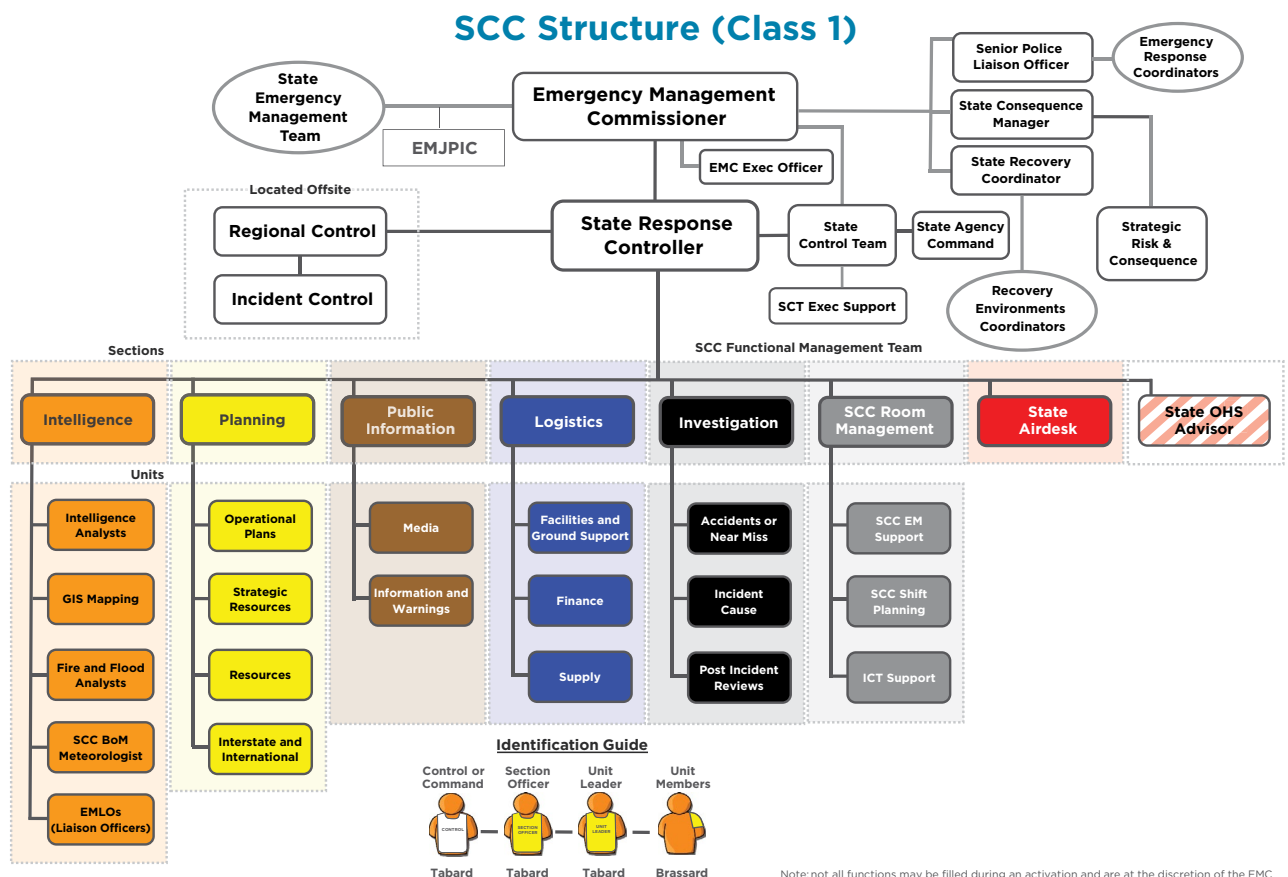 SCC Structure (Class 1)
State
Emergency
Management
Team
EMJPIC
Emergency Management
Commissioner
EMC Exec Officer
Senior Police
Liaison Officer
Emergency
Response
Coordinators
State Consequence
Manager
State Recovery
Coordinator
Located Offsite
Regional Control
Incident Control
State Response
Controller
State
Control Team
State Agency
Command
SCT Exec Support
Strategic
Risk &
Consequence
Recovery
Environments
Coordinators
Sections
SCC Functional Management Team
Intelligence
Planning
Public
Information
Logistics
Investigation
SCC Room
Management
State
Airdesk
State OHS
Advisor
Units
Intelligence
Analysts
GIS Mapping
Fire and Flood
Analysts
SCC BoM
Meteorologist
EMLOs
(Liaison Officers)
Operational
Plans
Strategic
Resources
Resources
Interstate and
International
Media
Information and
Warnings
Facilities and
Ground Support
Finance
Supply
Accidents or
Near Miss
Incident
Cause
Post Incident
Reviews
SCC EM
Support
SCC Shift
Planning
ICT Support
Identification Guide
Control or
Command
CONTROL
Tabard
Section
Officer
SECTION
OFFICER
Tabard
Unit
Leader
UNIT
LEADER
Tabard
Unit
Members
Brassard
Note: not all functions may be filled during an activation and are at the discretion of the EMC